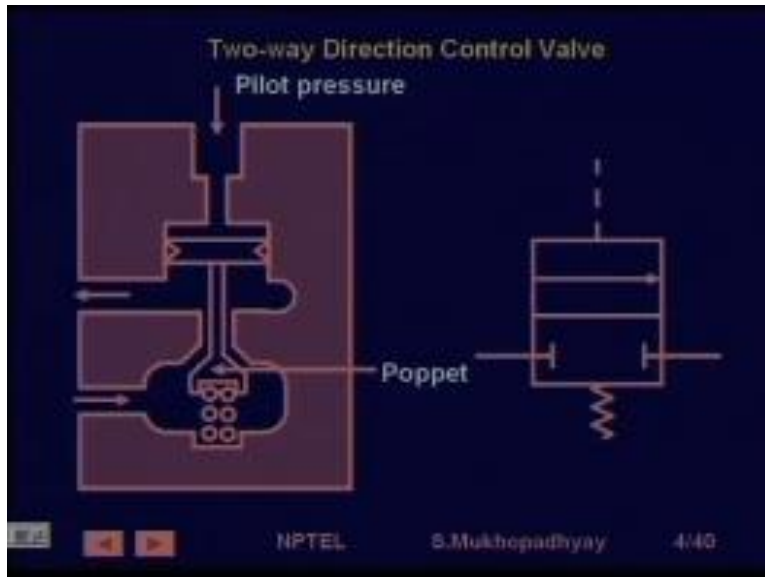 Two-way Direction Control Valve
Pilot pressure
Poppet
NPTEL S.Mukhopadhyay 4/40